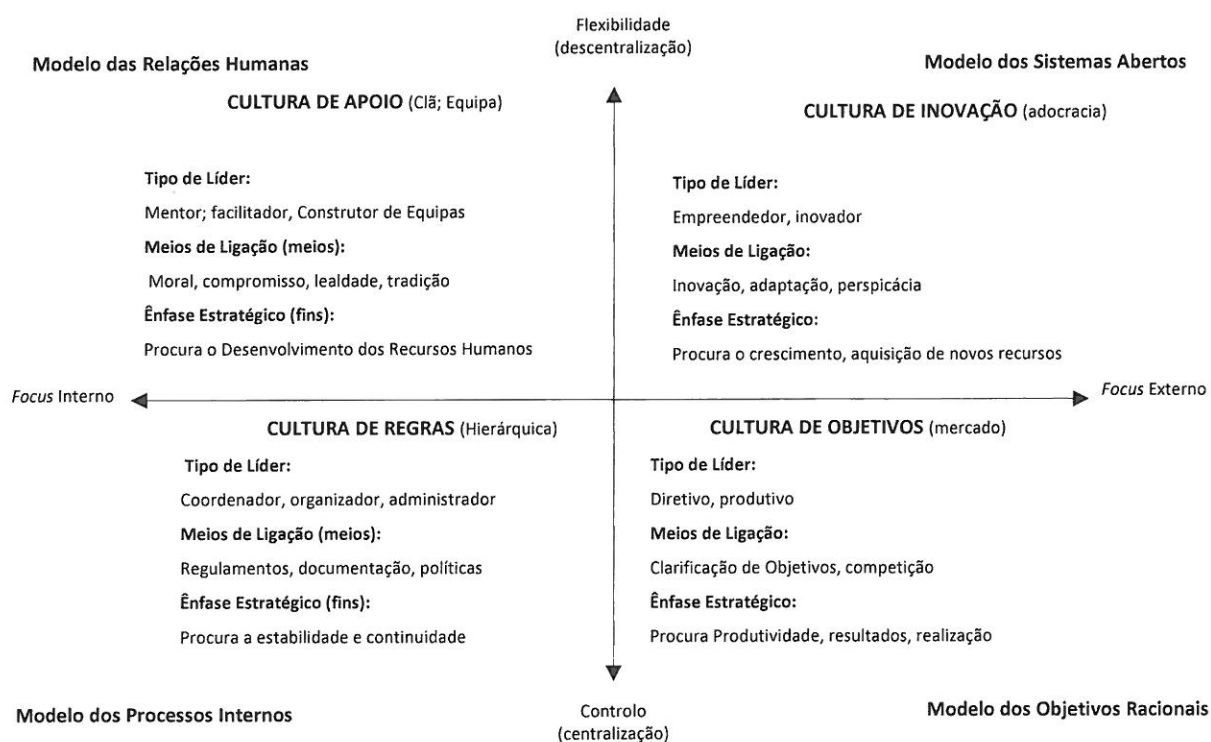 Flexibilidade
(descentralização)
Modelo das Relações Humanas
Modelo dos Sistemas Abertos
CULTURA DE APOIO (Clã; Equipa)
CULTURA DE INOVAÇÃO (adocracia)
Tipo de Líder:
Mentor; facilitador, Construtor de Equipas
Meios de Ligação (meios):
Moral, compromisso, lealdade, tradição
Ênfase Estratégico (fins):
Procura o Desenvolvimento dos Recursos Humanos
Tipo de Líder:
Empreendedor, inovador
Meios de Ligação:
Inovação, adaptação, perspicácia
Ênfase Estratégico:
Procura o crescimento, aquisição de novos recursos
Focus Interno
Focus Externo
CULTURA DE REGRAS (Hierárquica)
Tipo de Líder:
Coordenador, organizador, administrador
Meios de Ligação (meios):
Regulamentos, documentação, políticas
Ênfase Estratégico (fins):
Procura a estabilidade e continuidade
CULTURA DE OBJETIVOS (mercado)
Tipo de Líder:
Diretivo, produtivo
Meios de Ligação:
Clarificação de Objetivos, competição
Ênfase Estratégico:
Procura Produtividade, resultados, realização
Modelo dos Processos Internos
Controlo
(centralização)
Modelo dos Objetivos Racionais